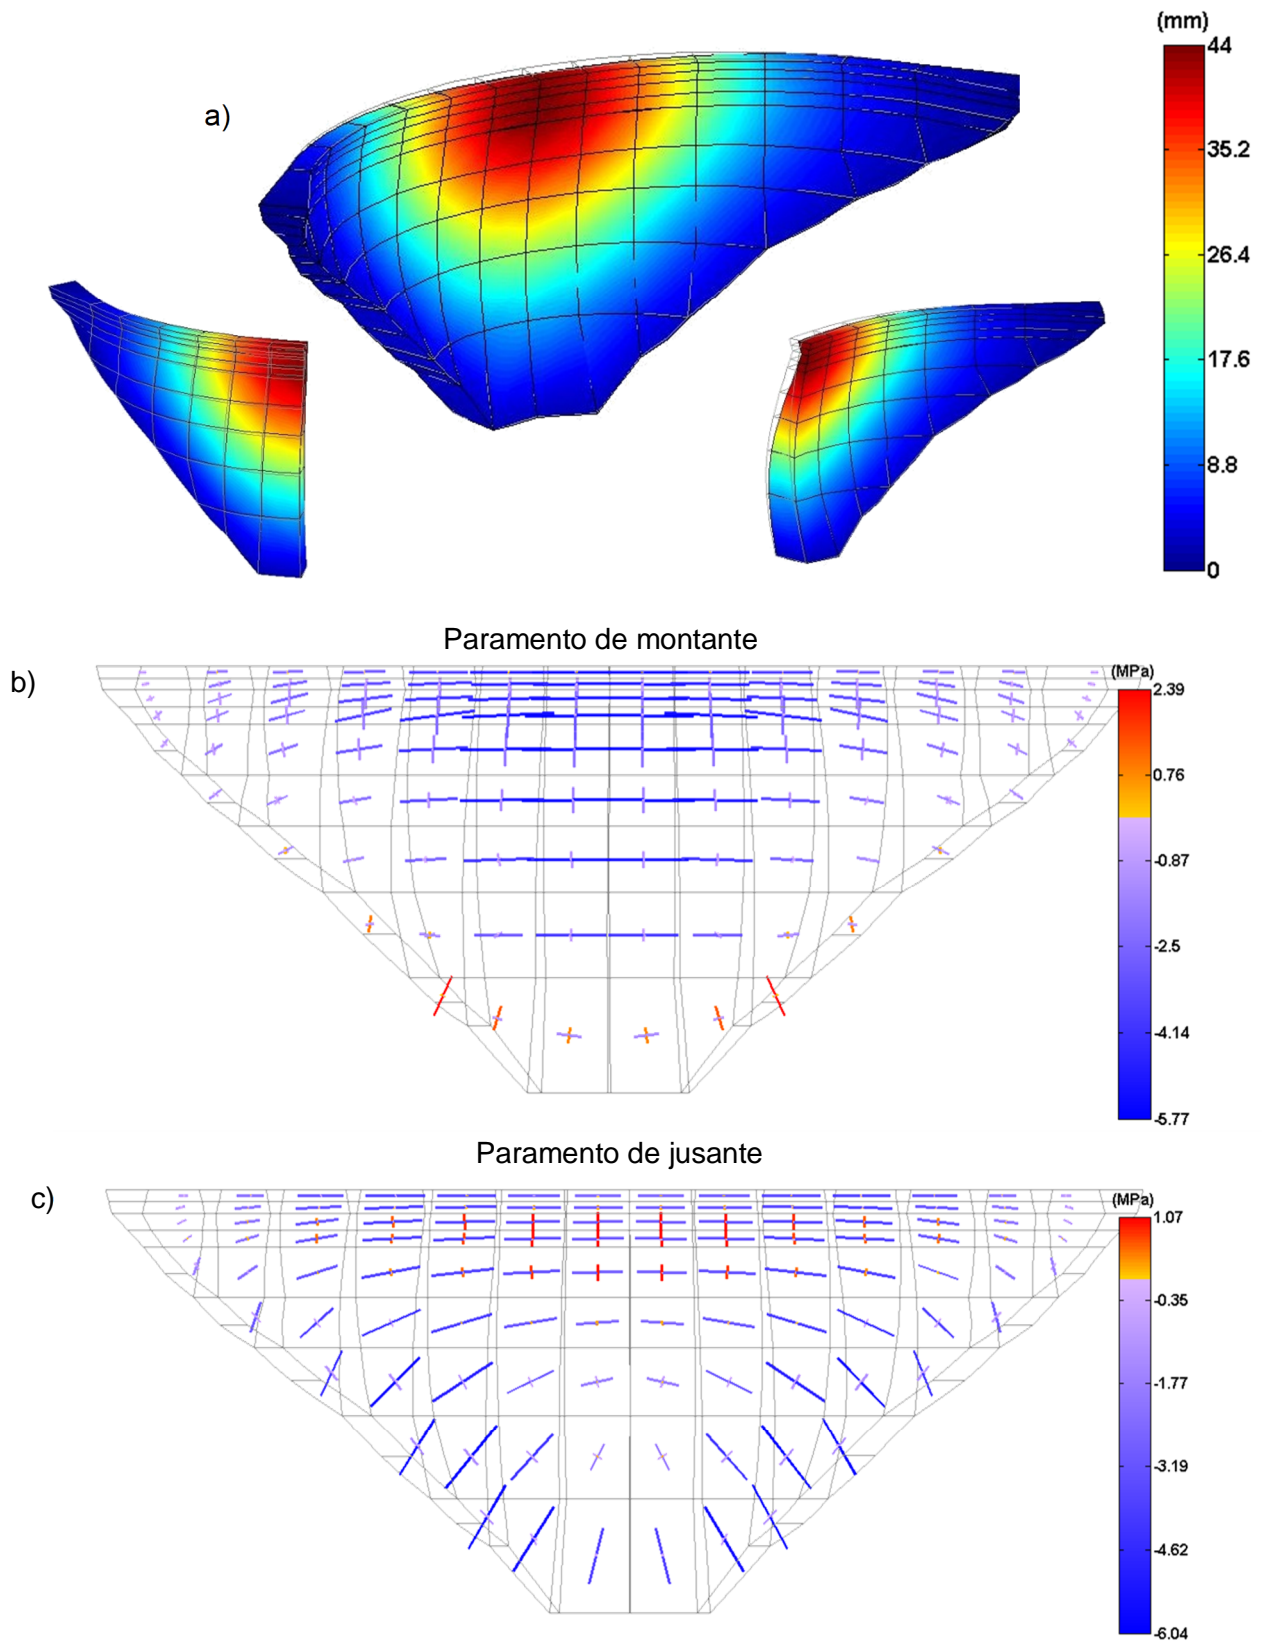 (mm)
44
a)
35.2
26.4
17.6
8.8
0
Paramento de montante
b)
(MPa)
2.39
0.76
-0.87
-2.5
-4.14
-5.77
Paramento de jusante
c)
(MPa)
1.07
-0.35
-1.77
-3.19
-4.62
-6.04